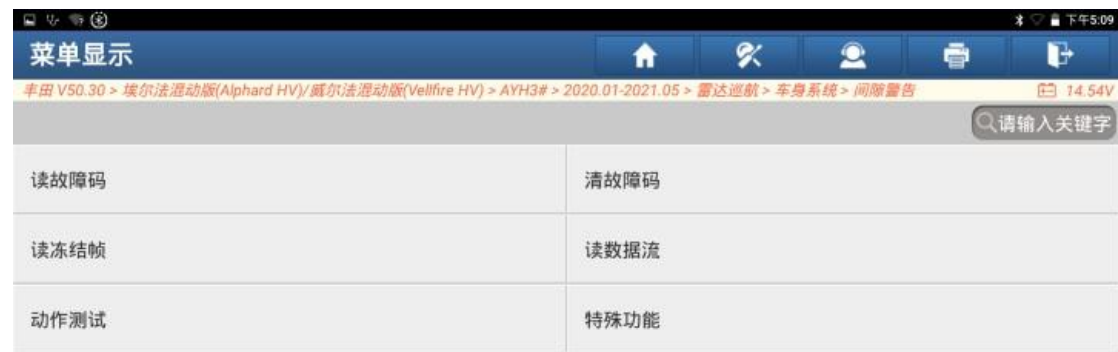 下午5:09
菜单显示
丰田 V50.30 > 埃尔法混动版(Alphard HV)/威尔法混动版(Vellfire HV) > AYH3# > 2020.01-2021.05 > 雷达巡航 > 车身系统 > 间隙警告 14.54V
请输入关键字
读故障码 清故障码
读冻结帧 读数据流
动作测试 特殊功能